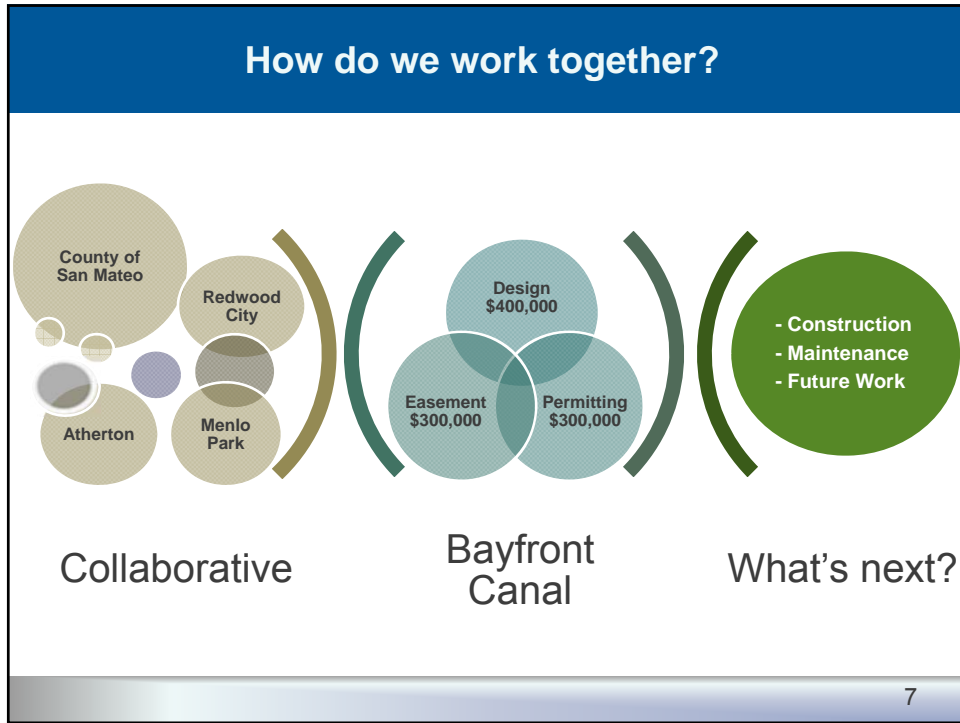 How do we work together?
County of
San Mateo
Redwood
City
Atherton
Menlo
Park
Collaborative
Design
$400,000
Easement
$300,000
Permitting
$300,000
Bayfront
Canal
- Construction
- Maintenance
- Future Work
What's next?
7